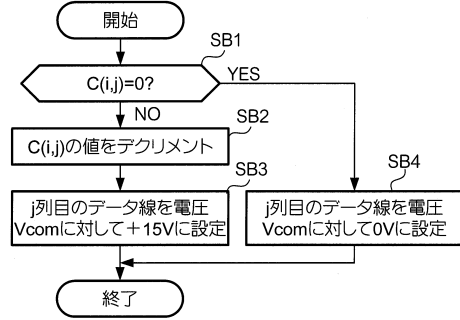 開始
SB1
C(i,j)=0?
YES
NO
SB2
C(i,j)の値をデクリメント
SB3
j列目のデータ線を電圧
Vcomに対して＋15Vに設定
SB4
j列目のデータ線を電圧
Vcomに対して0Vに設定
終了